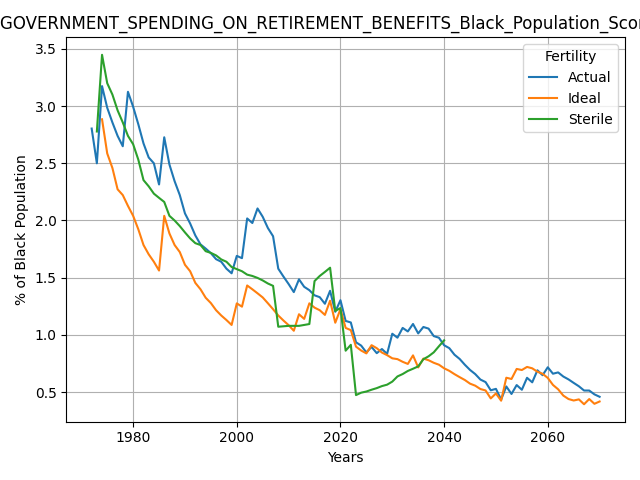 GOVERNMENT_SPENDING_ON_RETIREMENT_BENEFITS_Black_Population_Scor
Fertility
Actual
Ideal
Sterile
% of Black Population
3.5
3.0
2.5
2.0
1.5
1.0
0.5
1980 2000 2020 2040 2060
Years